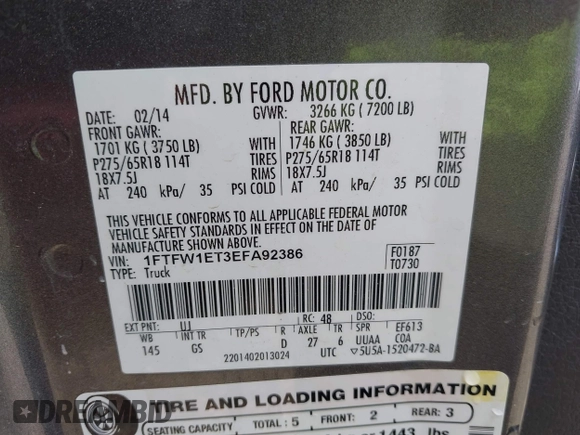 MFD. BY FORD MOTOR CO.
DATE: 02/14 GVWR: 3266 KG ( 7200 LB)
FRONT GAWR: REAR GAWR:
1701 KG ( 3750 LB) WITH 1746 KG ( 3850 LB) WITH
P275/65R18 114T TIRES P275/65R18 114T TIRES
18X7.5J RIMS 18X7.5J RIMS
AT 240 kPa/ 35 PSI COLD AT 240 kPa/ 35 PSI COLD
THIS VEHICLE CONFORMS TO ALL APPLICABLE FEDERAL MOTOR
VEHICLE SAFETY STANDARDS IN EFFECT ON THE DATE OF
MANUFACTURE SHOWN ABOVE.
VIN: 1FTFW1ET3EFA92386 F0187
TYPE: Truck T0730
EXT PNT: UJ RC: 48
WB INT TR TP/PS R AXLE TR SPR EF613
145 GS D 27 6 UUAA COA
2201402013024 UTC 5U5A-1520472-BA
TIRE AND LOADING INFORMATION
SEATING CAPACITY TOTAL : 5 FRONT: 2 REAR: 3
1443 lbs
DREAMBID